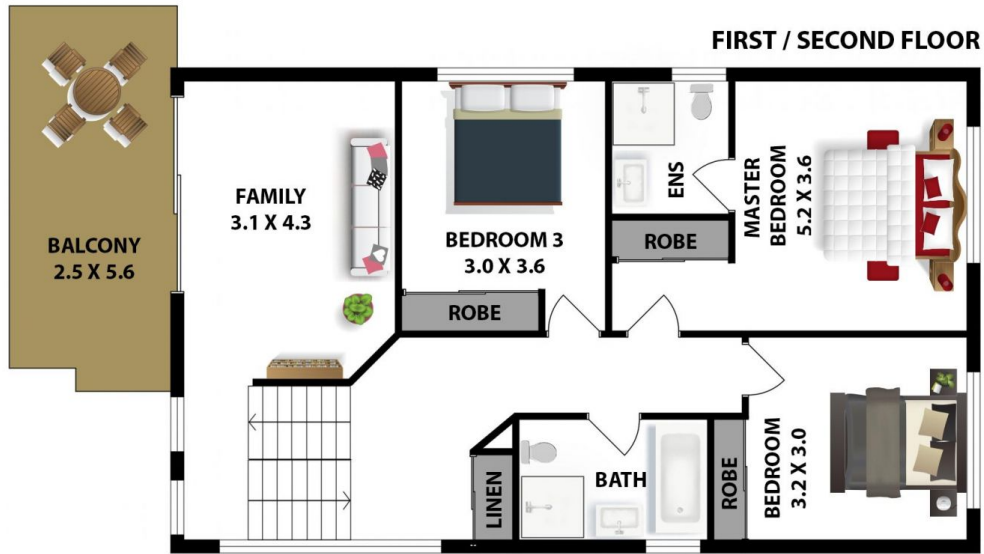 FIRST / SECOND FLOOR
BALCONY
2.5 X 5.6
FAMILY
3.1 X 4.3
BEDROOM 3
3.0 X 3.6
ROBE
ENS
ROBE
MASTER
BEDROOM
5.2 X 3.6
LINEN
BATH
ROBE
BEDROOM
3.2 X 3.0